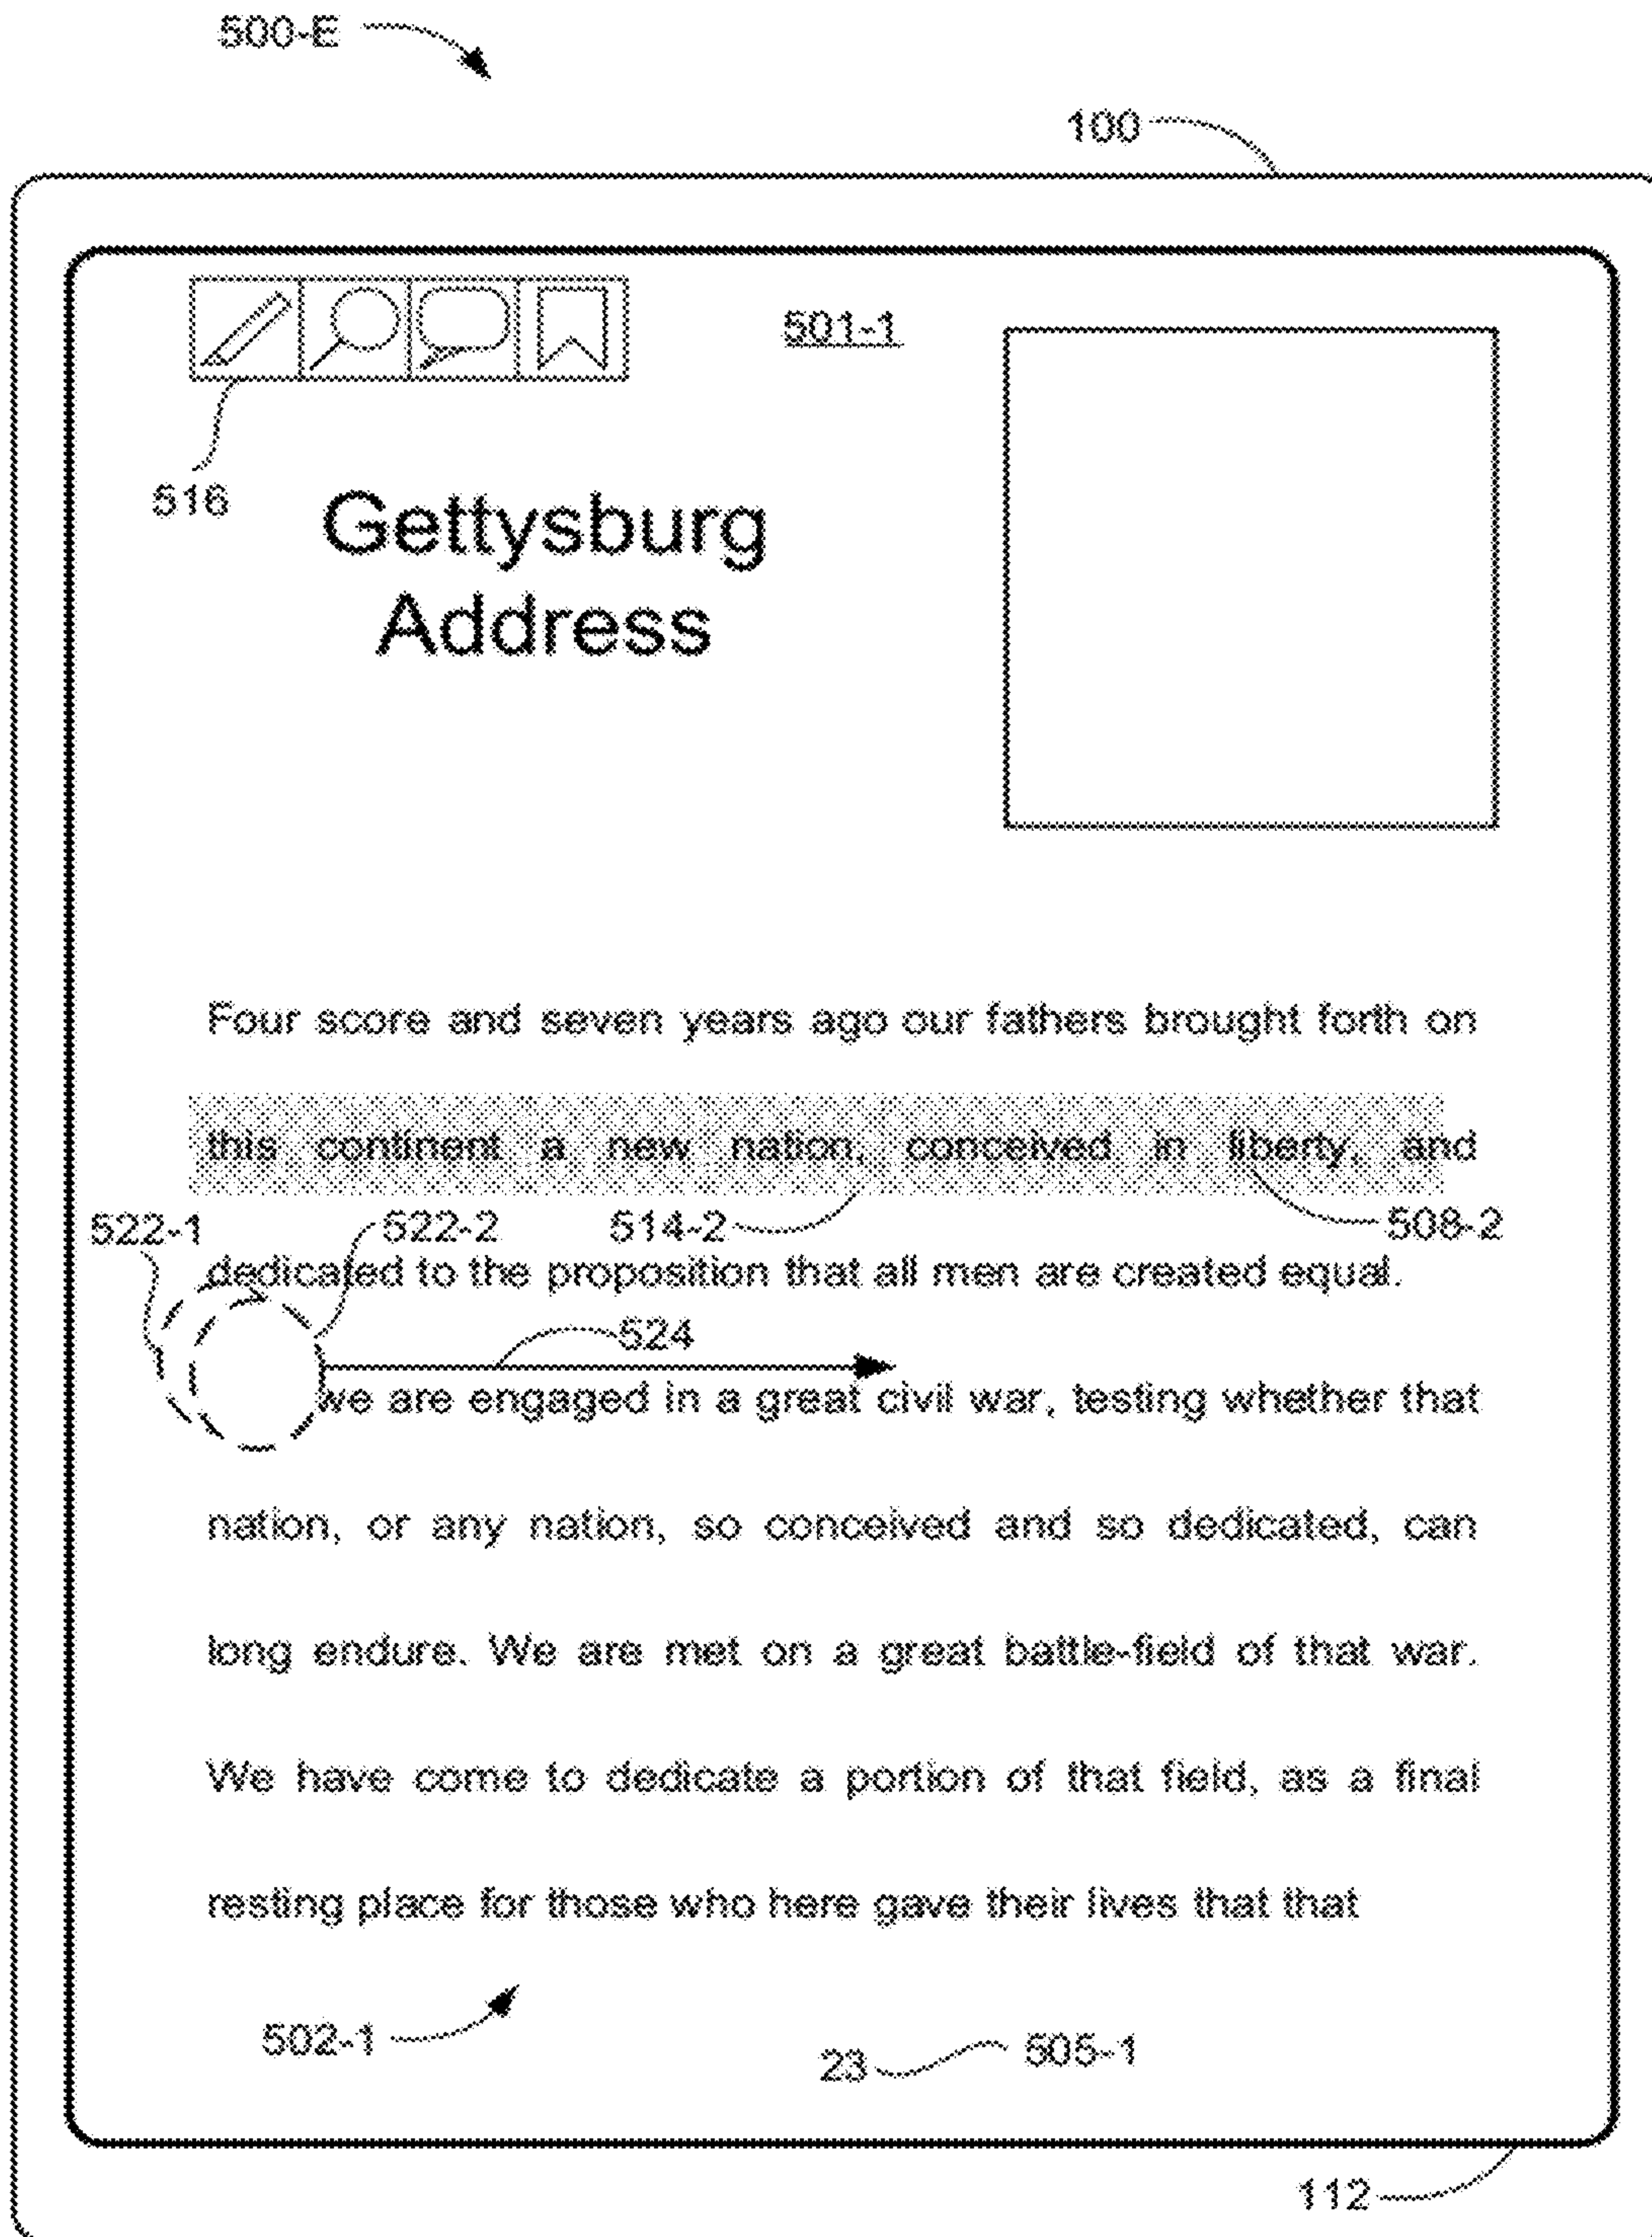 500-E
100
501-1
516
Gettysburg
Address
Four score and seven years ago our fathers brought forth on
this continent a new nation, conceived in liberty, and
522-1 522-2 514-2 508-2
dedicated to the proposition that all men are created equal.
524
we are engaged in a great civil war, testing whether that
nation, or any nation, so conceived and so dedicated, can
long endure. We are met on a great battle-field of that war.
We have come to dedicate a portion of that field, as a final
resting place for those who here gave their lives that that
502-1 23 505-1
112